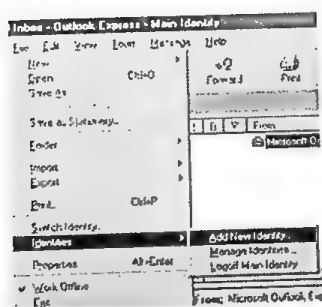 Inbox - Outlook Express - Main Identity
Edit View Tools Message Help
New
Open Ctrl+O
Save As
Save as Stationery...
Folder
Import
Export
Print... Ctrl+P
Switch Identity...
Identities
Properties Alt+Enter
Work Offline
Exit
Forward Print
From
Microsoft Ou
Add New Identity...
Manage Identities...
Logoff Main Identity
From: Microsoft Outlook Ex